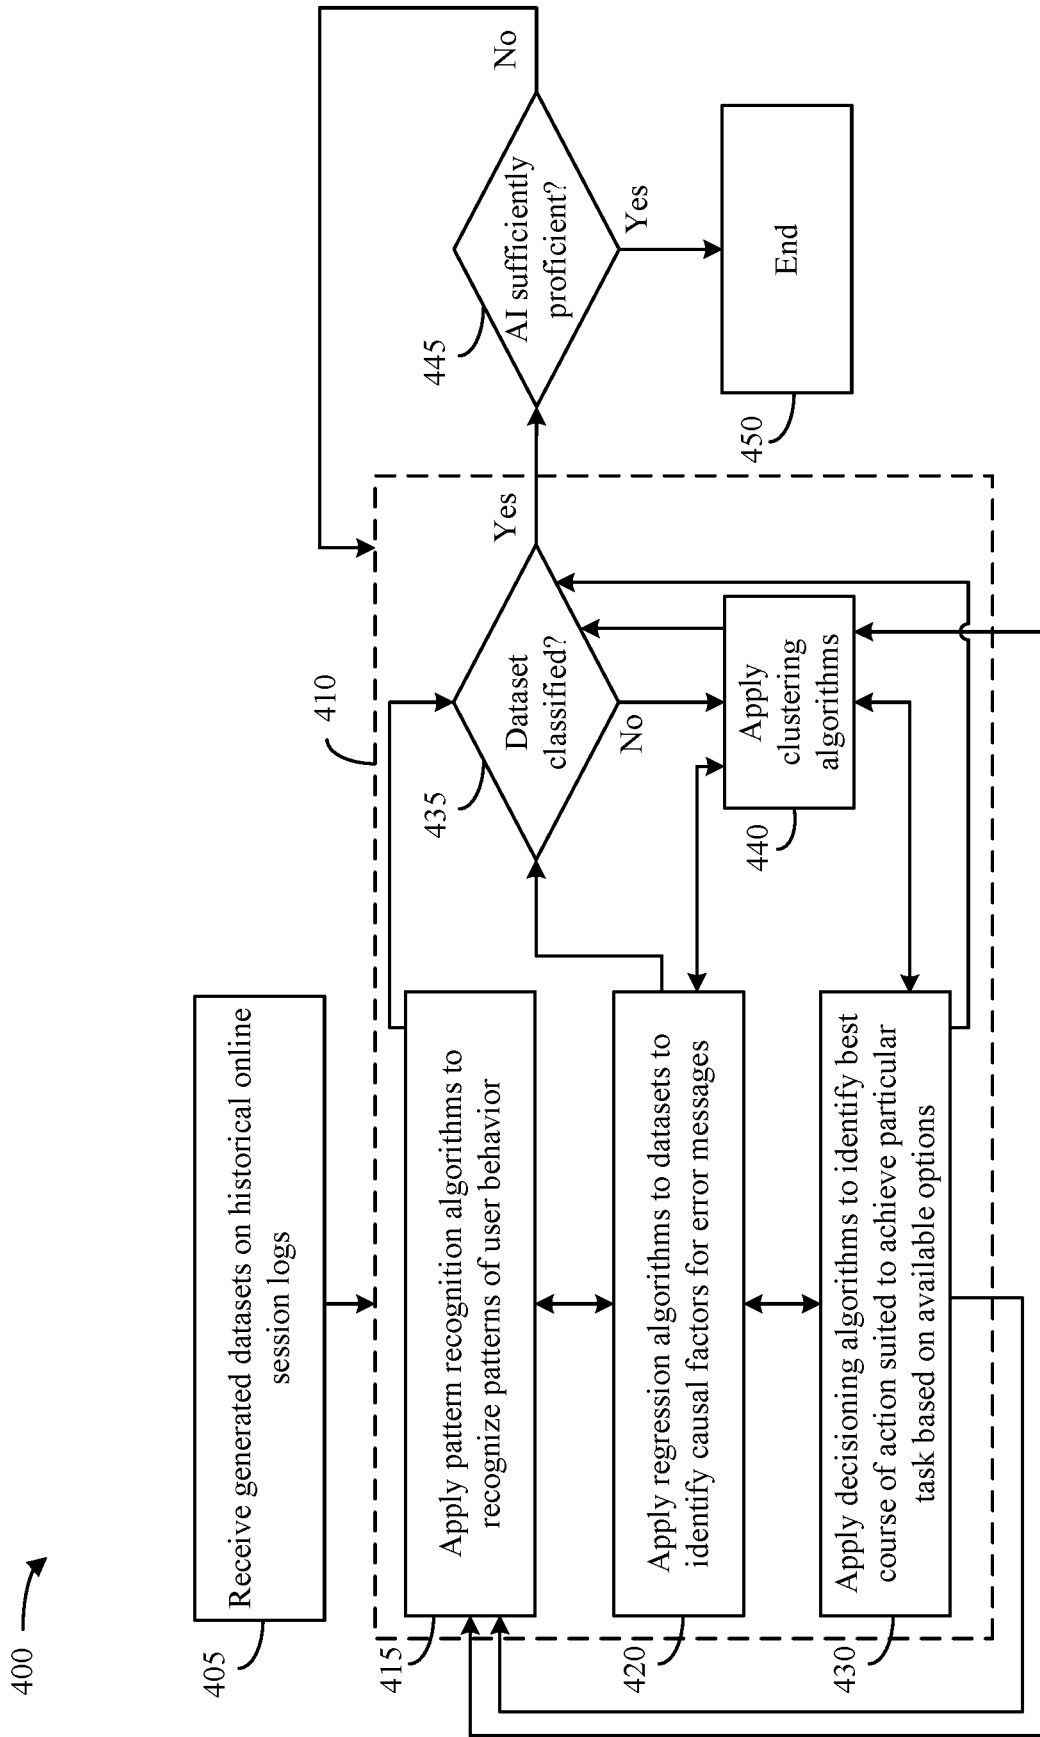 400
405
Receive generated datasets on historical online
session logs
410
415
Apply pattern recognition algorithms to
recognize patterns of user behavior
420
Apply regression algorithms to datasets to
identify causal factors for error messages
430
Apply decisioning algorithms to identify best
course of action suited to achieve particular
task based on available options
435
Dataset
classified?
Yes
No
440
Apply
clustering
algorithms
445
AI sufficiently
proficient?
No
Yes
450
End